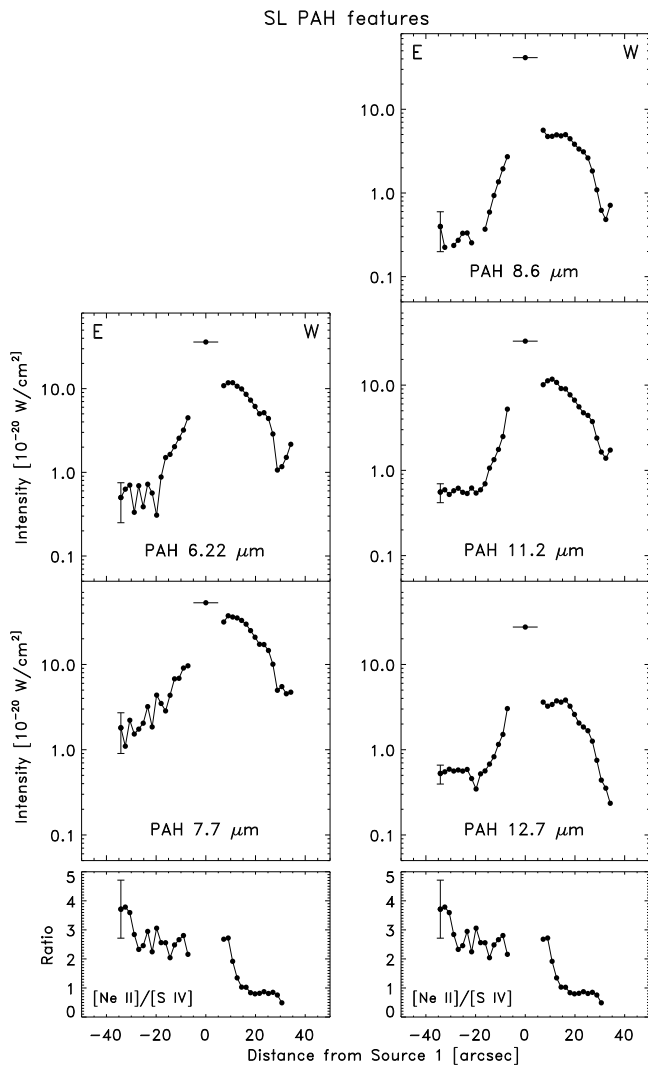 SL PAH features
E W
10.0
1.0
0.1
PAH 8.6 μm
E W
Intensity [10⁻²⁰ W/cm²]
10.0
1.0
0.1
PAH 6.22 μm
10.0
1.0
0.1
PAH 11.2 μm
Intensity [10⁻²⁰ W/cm²]
10.0
1.0
0.1
PAH 7.7 μm
10.0
1.0
0.1
PAH 12.7 μm
Ratio
5
4
3
2
1
0
[Ne II]/[S IV]
−40 −20 0 20 40
5
4
3
2
1
0
[Ne II]/[S IV]
−40 −20 0 20 40
Distance from Source 1 [arcsec]